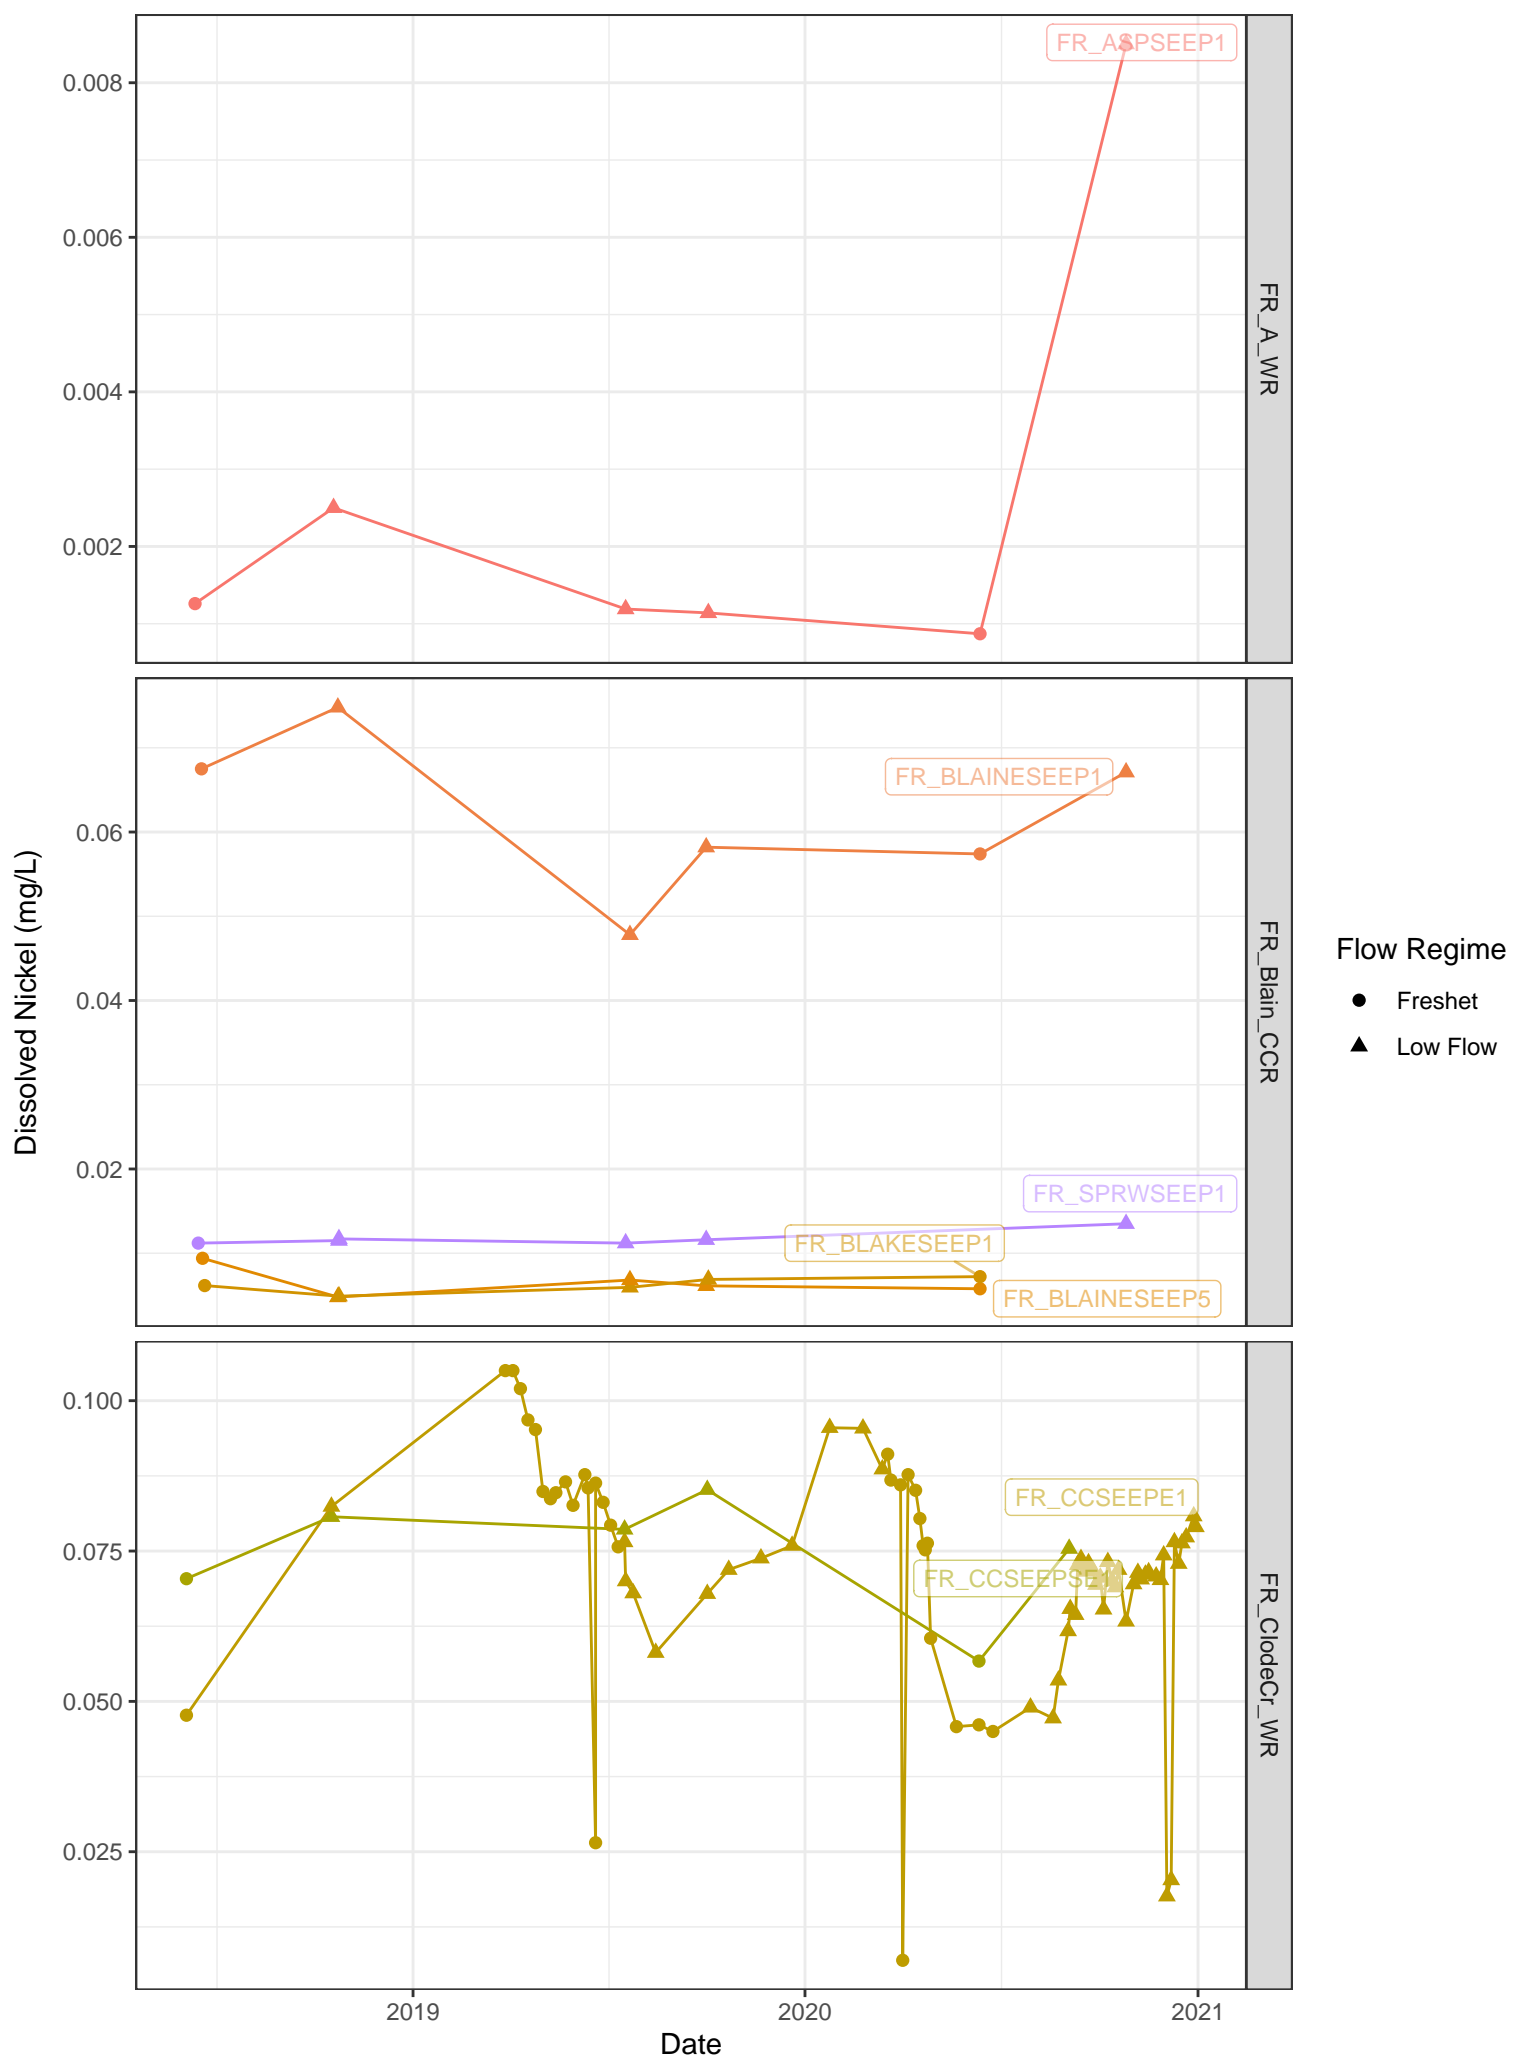 FR_ASPSEEP1
0.008
0.006
0.004
0.002
FR_A_WR
FR_BLAINESEEP1
0.06
0.04
0.02
FR_SPRWSEEP1
FR_BLAKESEEP1
FR_BLAINESEEP5
FR_Blain_CCR
Dissolved Nickel (mg/L)
Flow Regime
Freshet
Low Flow
0.100
0.075
0.050
0.025
FR_CCSEEPE1
FR_CCSEEPSE1
FR_ClodeCr_WR
2019
2020
2021
Date